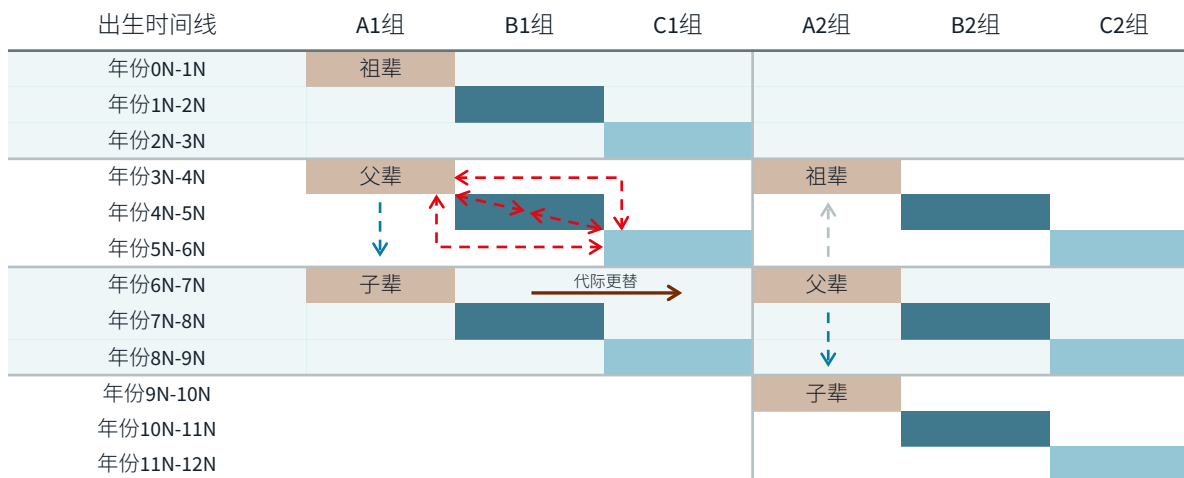 出生时间线 A1组 B1组 C1组 A2组 B2组 C2组
年份0N-1N 祖辈
年份1N-2N
年份2N-3N
年份3N-4N 父辈 祖辈
年份4N-5N
年份5N-6N
年份6N-7N 子辈 代际更替 父辈
年份7N-8N
年份8N-9N
年份9N-10N 子辈
年份10N-11N
年份11N-12N